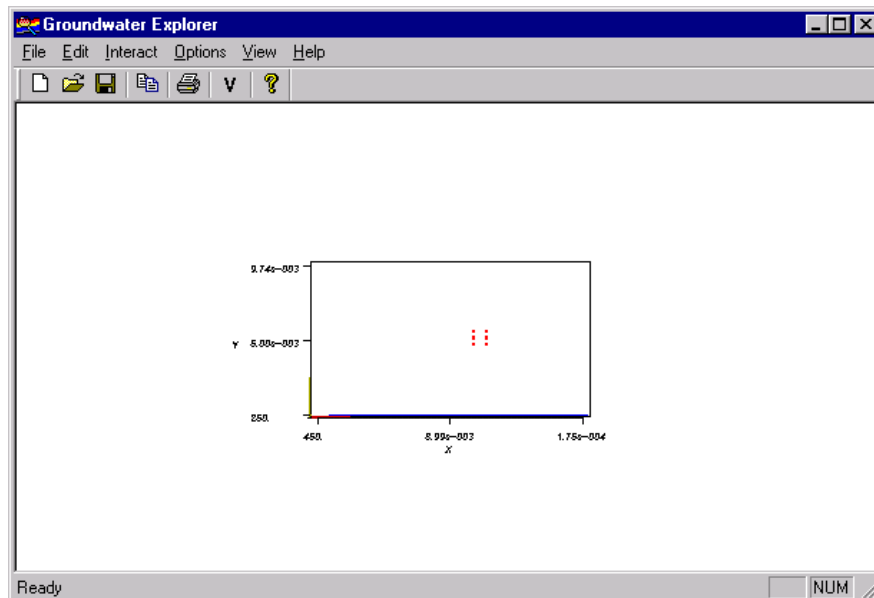 Groundwater Explorer
File Edit Interact Options View Help
V ?
9.74e-003
Y 5.00e-003
250.
450. 8.99e-003 1.75e-004
X
Ready NUM